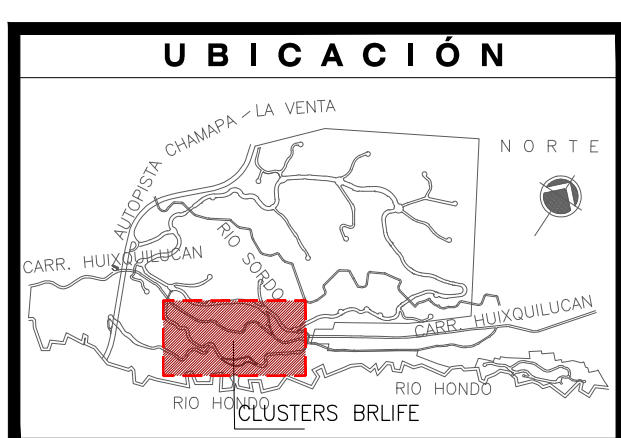 UBICACIÓN
AUTOPISTA CHAMAPA - LA VENTA
NORTE
RIO SORDO
CARR. HUIXQUILUCAN
CARR. HUIXQUILUCAN
RIO HONDO
RIO HONDO
CLUSTERS BRLIFE